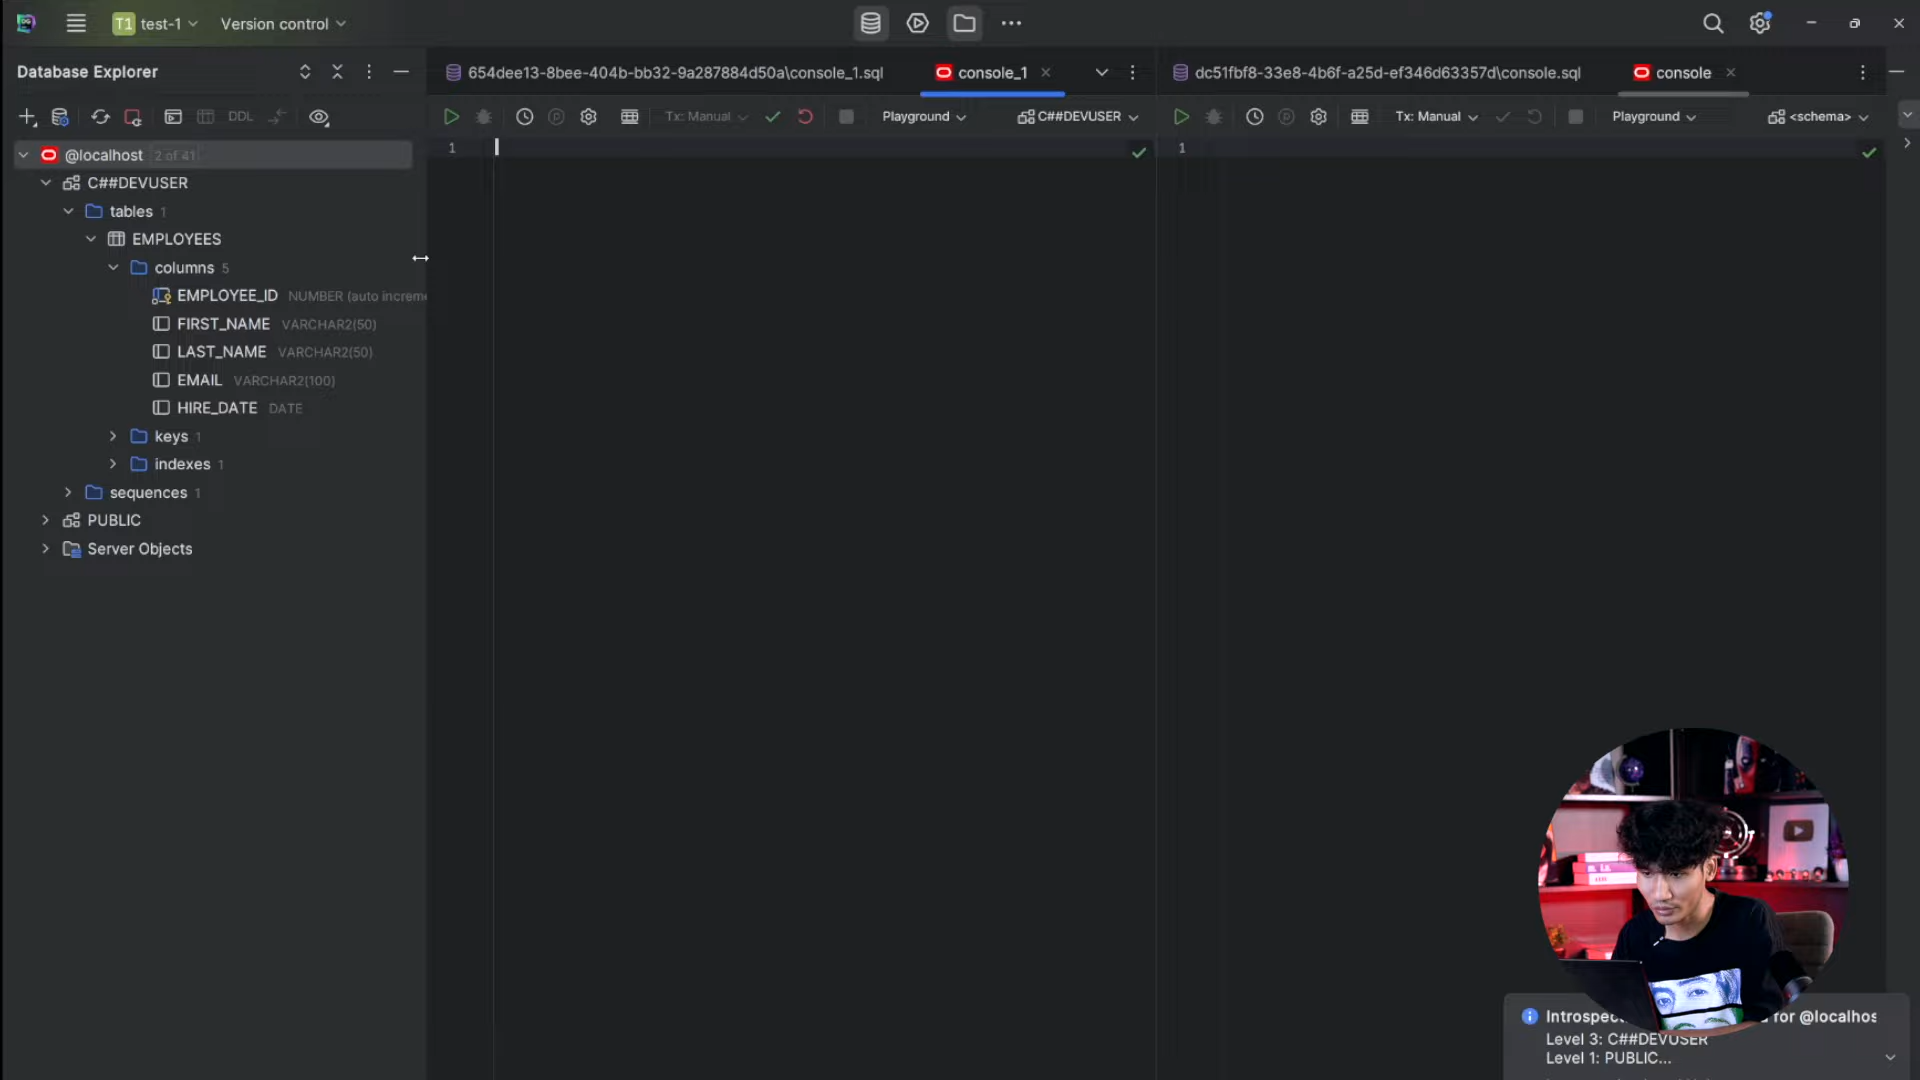 T1 test-1 Version control
Database Explorer
DDL
@localhost 2 of 41
C##DEVUSER
tables 1
EMPLOYEES
columns 5
EMPLOYEE_ID NUMBER (auto increme
FIRST_NAME VARCHAR2(50)
LAST_NAME VARCHAR2(50)
EMAIL VARCHAR2(100)
HIRE_DATE DATE
keys 1
indexes 1
sequences 1
PUBLIC
Server Objects
654dee13-8bee-404b-bb32-9a287884d50a\console_1.sql console_1
Tx: Manual Playground C##DEVUSER
1
dc51fbf8-33e8-4b6f-a25d-ef346d63357d\console.sql console
Tx: Manual Playground <schema>
1
Introspec for @localhos
Level 3: C##DEVUSER
Level 1: PUBLIC...